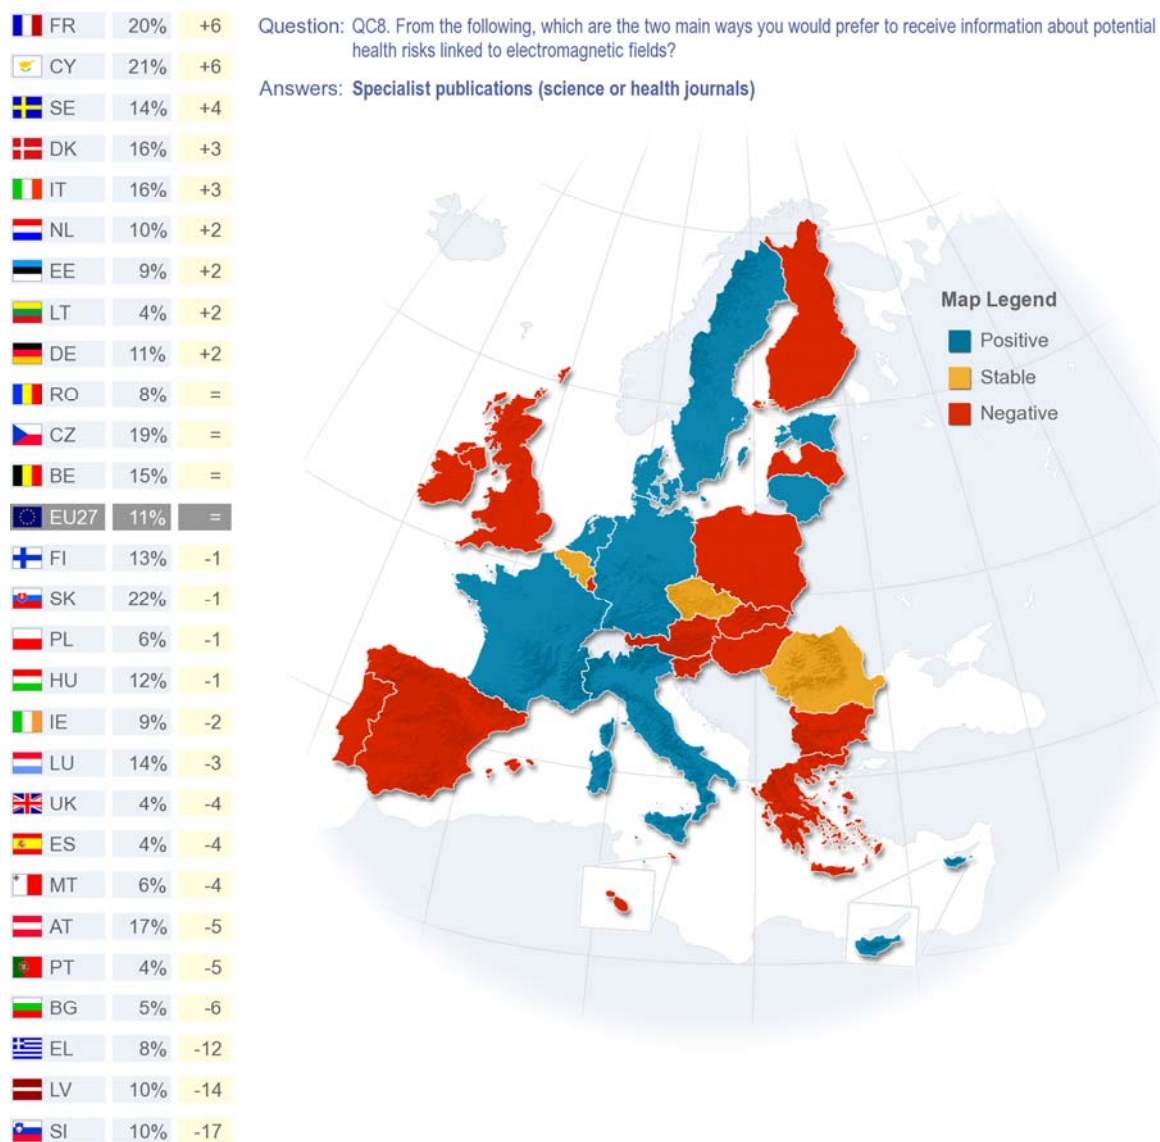 FR 20% +6
CY 21% +6
SE 14% +4
DK 16% +3
IT 16% +3
NL 10% +2
EE 9% +2
LT 4% +2
DE 11% +2
RO 8% =
CZ 19% =
BE 15% =
EU27 11% =
FI 13% -1
SK 22% -1
PL 6% -1
HU 12% -1
IE 9% -2
LU 14% -3
UK 4% -4
ES 4% -4
MT 6% -4
AT 17% -5
PT 4% -5
BG 5% -6
EL 8% -12
LV 10% -14
SI 10% -17
Question: QC8. From the following, which are the two main ways you would prefer to receive information about potential
health risks linked to electromagnetic fields?
Answers: Specialist publications (science or health journals)
Map Legend
Positive
Stable
Negative